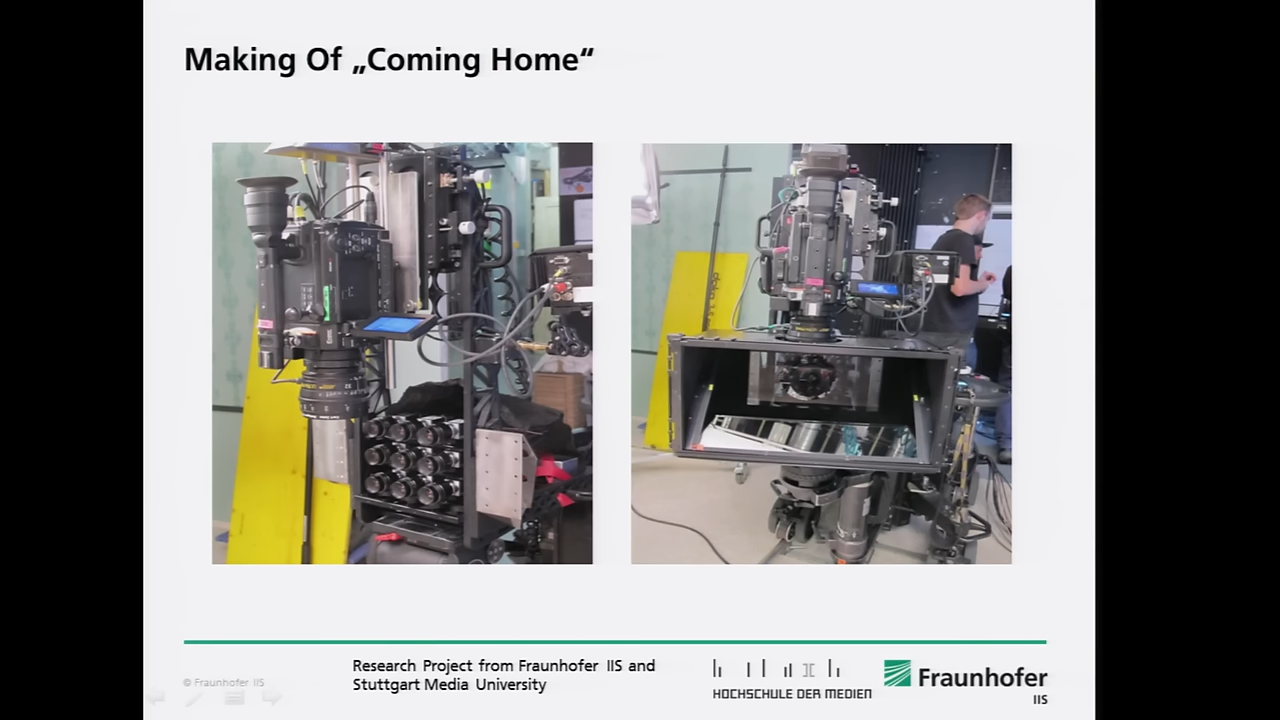 Making Of „Coming Home“
Research Project from Fraunhofer IIS and
Stuttgart Media University
HOCHSCHULE DER MEDIEN
Fraunhofer
IIS
© Fraunhofer IIS